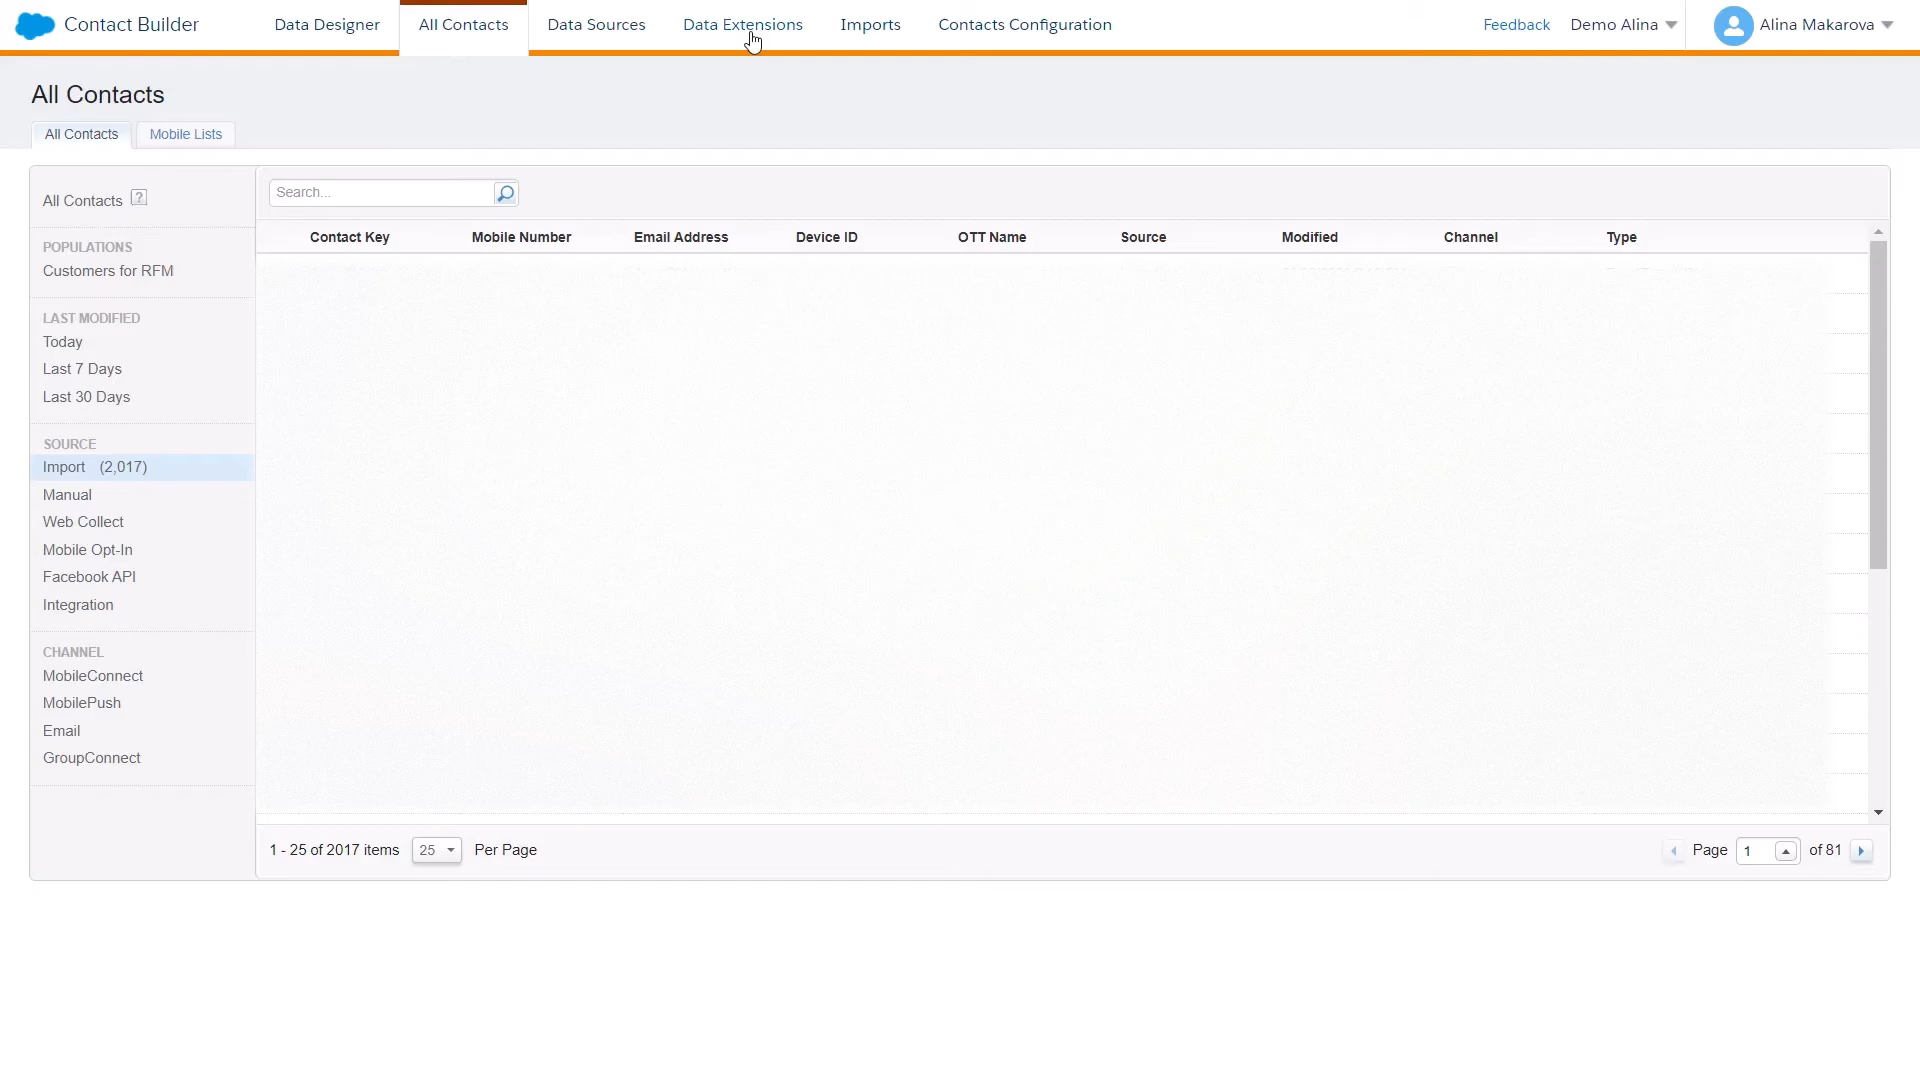 Contact Builder
Data Designer
All Contacts
Data Sources
Data Extensions
Imports
Contacts Configuration
Feedback
Demo Alina
Alina Makarova
All Contacts
All Contacts
Mobile Lists
All Contacts ?
POPULATIONS
Customers for RFM
LAST MODIFIED
Today
Last 7 Days
Last 30 Days
SOURCE
Import (2,017)
Manual
Web Collect
Mobile Opt-In
Facebook API
Integration
CHANNEL
MobileConnect
MobilePush
Email
GroupConnect
Search...
Contact Key Mobile Number Email Address Device ID OTT Name Source Modified Channel Type
1 - 25 of 2017 items 25 Per Page
Page 1 of 81